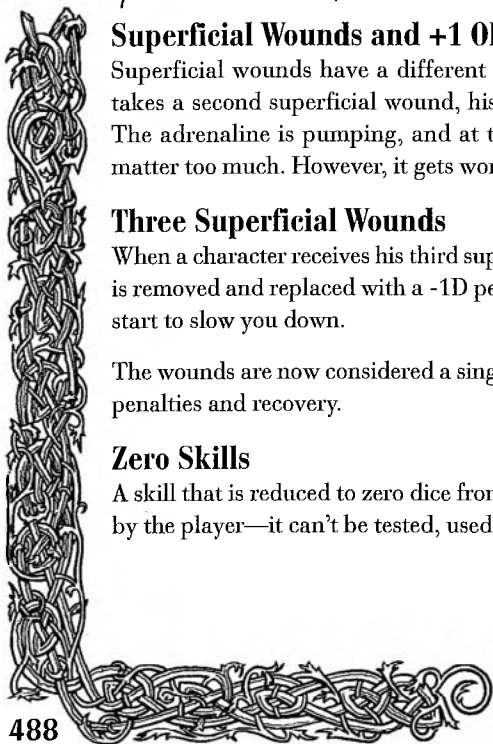 Superficial Wounds and +1 O
Superficial wounds have a different
takes a second superficial wound, his
The adrenaline is pumping, and at t
matter too much. However, it gets wor
Three Superficial Wounds
When a character receives his third sup
is removed and replaced with a -1D pe
start to slow you down.
The wounds are now considered a sing
penalties and recovery.
Zero Skills
A skill that is reduced to zero dice from
by the player—it can't be tested, used
488